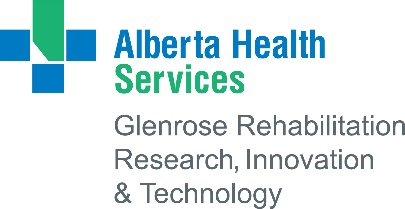 Alberta Health
Services
Glenrose Rehabilitation
Research, Innovation
& Technology